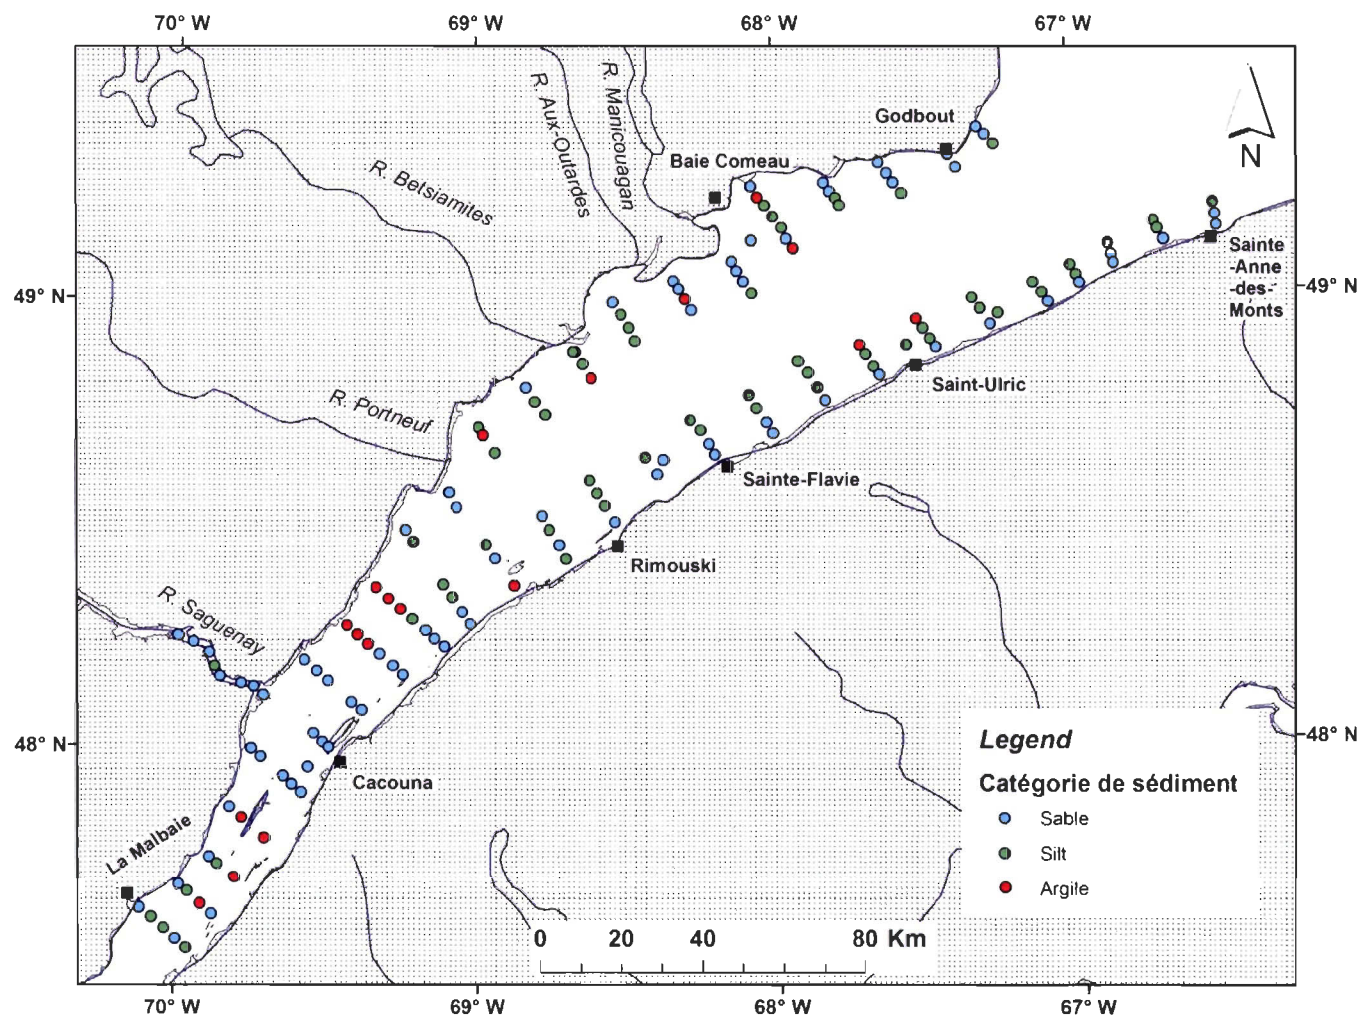 70° W
69° W
68° W
67° W
R. Aux-Outardes
R. Manicouagan
Godbout
N
Baie Comeau
R. Betsiamites
Sainte
-Anne
-des-
Monts
49° N
49° N
Saint-Ulric
R. Portneuf
Sainte-Flavie
Rimouski
R. Saguenay
48° N
48° N
Cacouna
La Malbaie
Legend
Catégorie de sédiment
Sable
Silt
Argile
0 20 40 80 Km
70° W
69° W
68° W
67° W